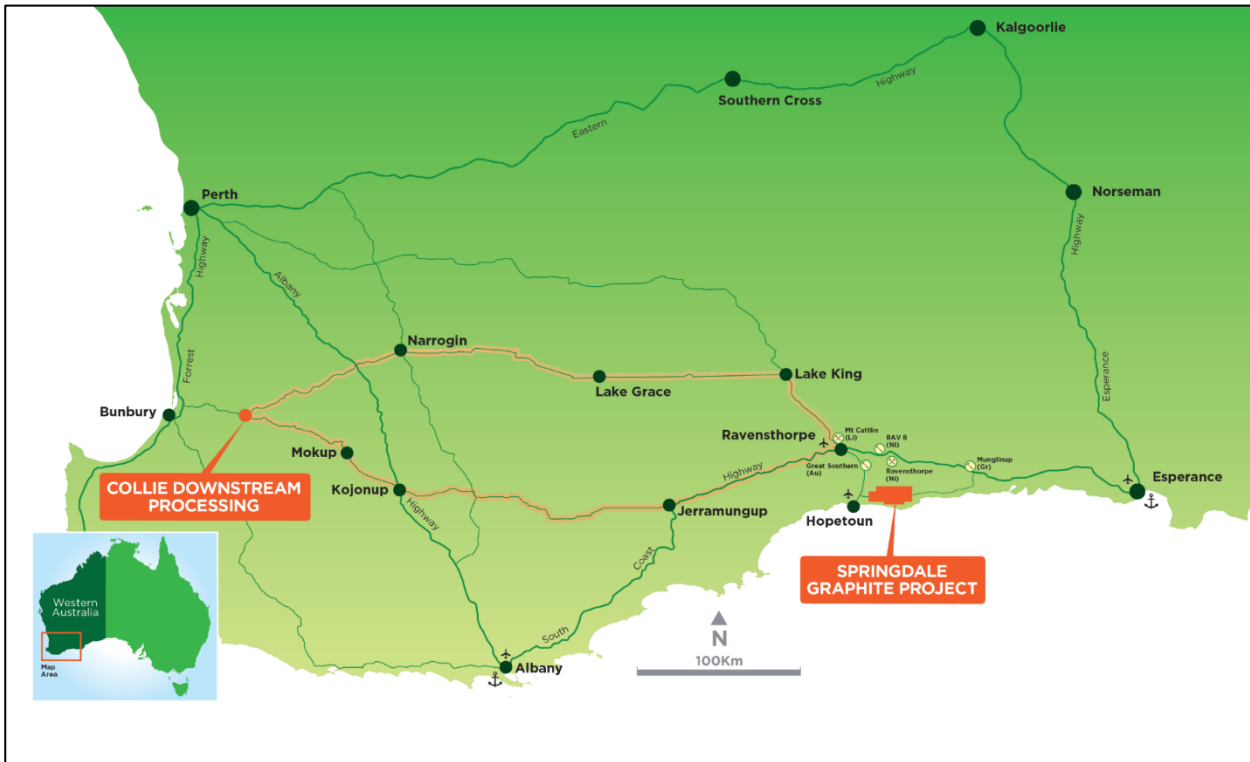 Kalgoorlie
Highway
Southern Cross
Eastern
Perth
Norseman
Highway
Highway
Albany
Narrogin
Forrest
Lake King
Lake Grace
Esperance
Bunbury
Mt Cattlin
(Li)
Ravensthorpe
RAV 8
(Ni)
Mokup
Munglinup
(Gr)
Great Southern
(Au)
Ravensthorpe
(Ni)
COLLIE DOWNSTREAM
PROCESSING
Kojonup
Highway
Esperance
Highway
Jerramungup
Hopetoun
SPRINGDALE
GRAPHITE PROJECT
Coast
Western
Australia
South
N
100Km
Map
Area
Albany